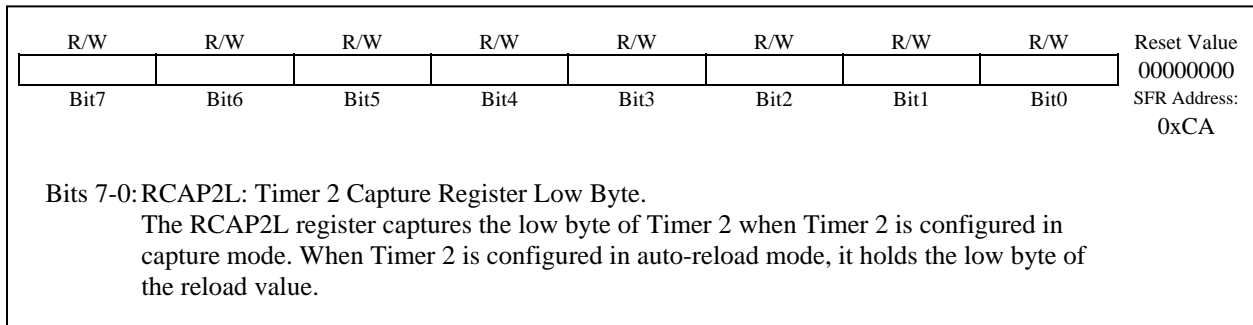 R/W R/W R/W R/W R/W R/W R/W R/W Reset Value
00000000
Bit7 Bit6 Bit5 Bit4 Bit3 Bit2 Bit1 Bit0 SFR Address:
0xCA
Bits 7-0: RCAP2L: Timer 2 Capture Register Low Byte.
The RCAP2L register captures the low byte of Timer 2 when Timer 2 is configured in
capture mode. When Timer 2 is configured in auto-reload mode, it holds the low byte of
the reload value.